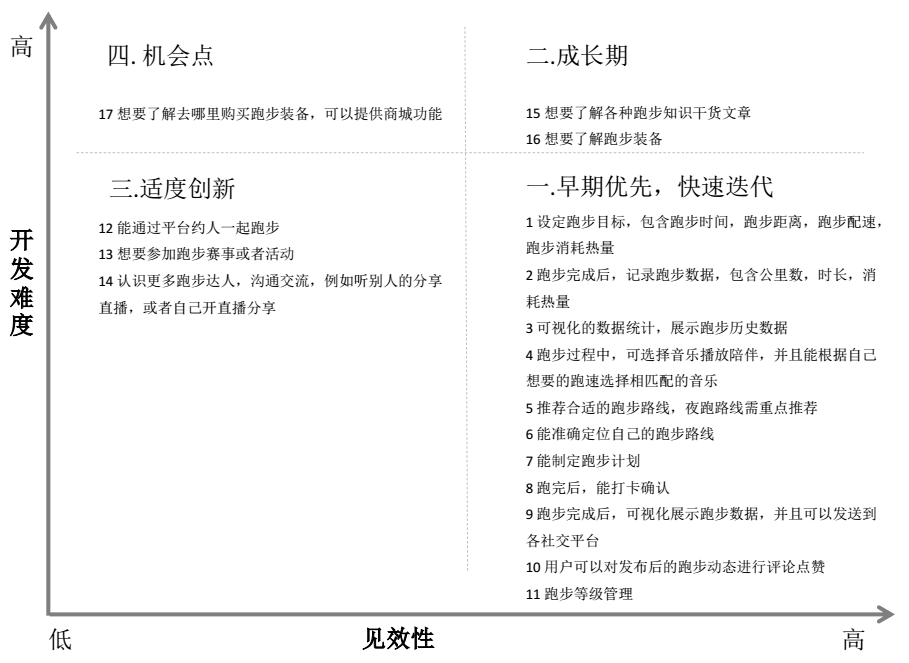 高
四. 机会点
17 想要了解去哪里购买跑步装备，可以提供商城功能
二.成长期
15 想要了解各种跑步知识干货文章
16 想要了解跑步装备
三.适度创新
12 能通过平台约人一起跑步
13 想要参加跑步赛事或者活动
14 认识更多跑步达人，沟通交流，例如听别人的分享
直播，或者自己开直播分享
一.早期优先，快速迭代
1 设定跑步目标，包含跑步时间，跑步距离，跑步配速，
跑步消耗热量
2 跑步完成后，记录跑步数据，包含公里数，时长，消
耗热量
3 可视化的数据统计，展示跑步历史数据
4 跑步过程中，可选择音乐播放陪伴，并且能根据自己
想要的跑速选择相匹配的音乐
5 推荐合适的跑步路线，夜跑路线需重点推荐
6 能准确定位自己的跑步路线
7 能制定跑步计划
8 跑完后，能打卡确认
9 跑步完成后，可视化展示跑步数据，并且可以发送到
各社交平台
10 用户可以对发布后的跑步动态进行评论点赞
11 跑步等级管理
开
发
难
度
低
见效性
高